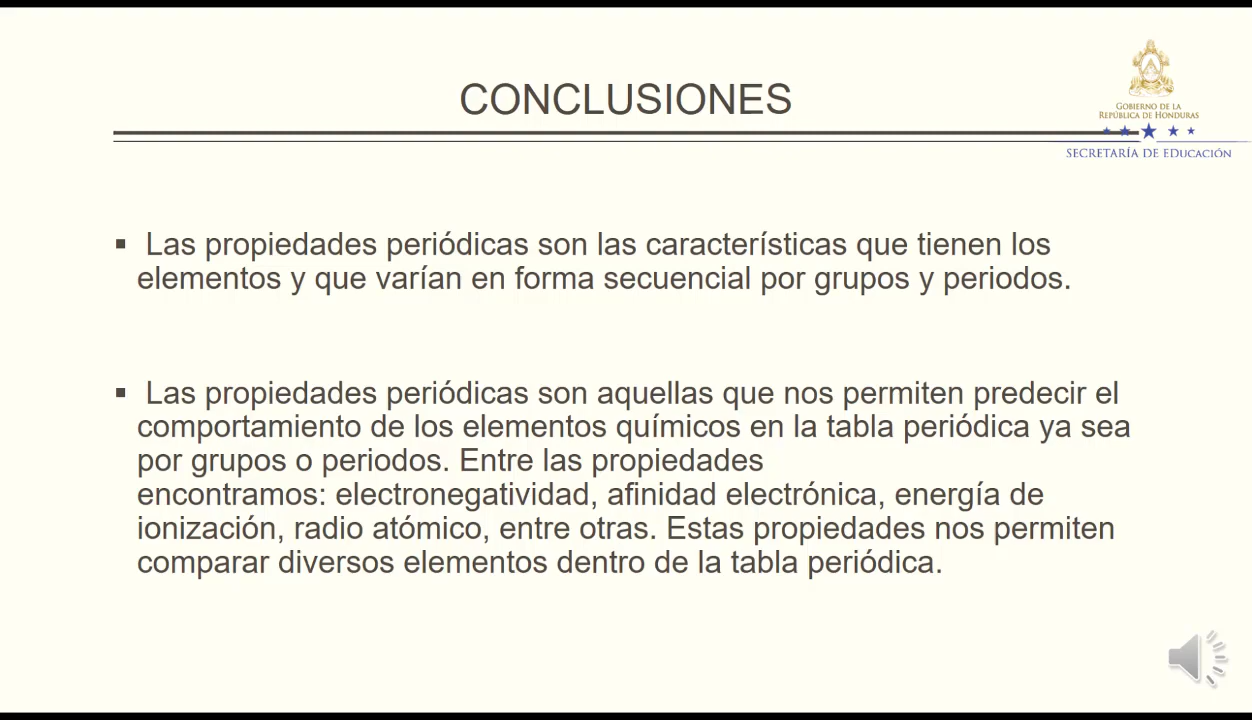 CONCLUSIONES
GOBIERNO DE LA
REPÚBLICA DE HONDURAS
SECRETARÍA DE EDUCACIÓN
▪ Las propiedades periódicas son las características que tienen los
elementos y que varían en forma secuencial por grupos y periodos.
▪ Las propiedades periódicas son aquellas que nos permiten predecir el
comportamiento de los elementos químicos en la tabla periódica ya sea
por grupos o periodos. Entre las propiedades
encontramos: electronegatividad, afinidad electrónica, energía de
ionización, radio atómico, entre otras. Estas propiedades nos permiten
comparar diversos elementos dentro de la tabla periódica.